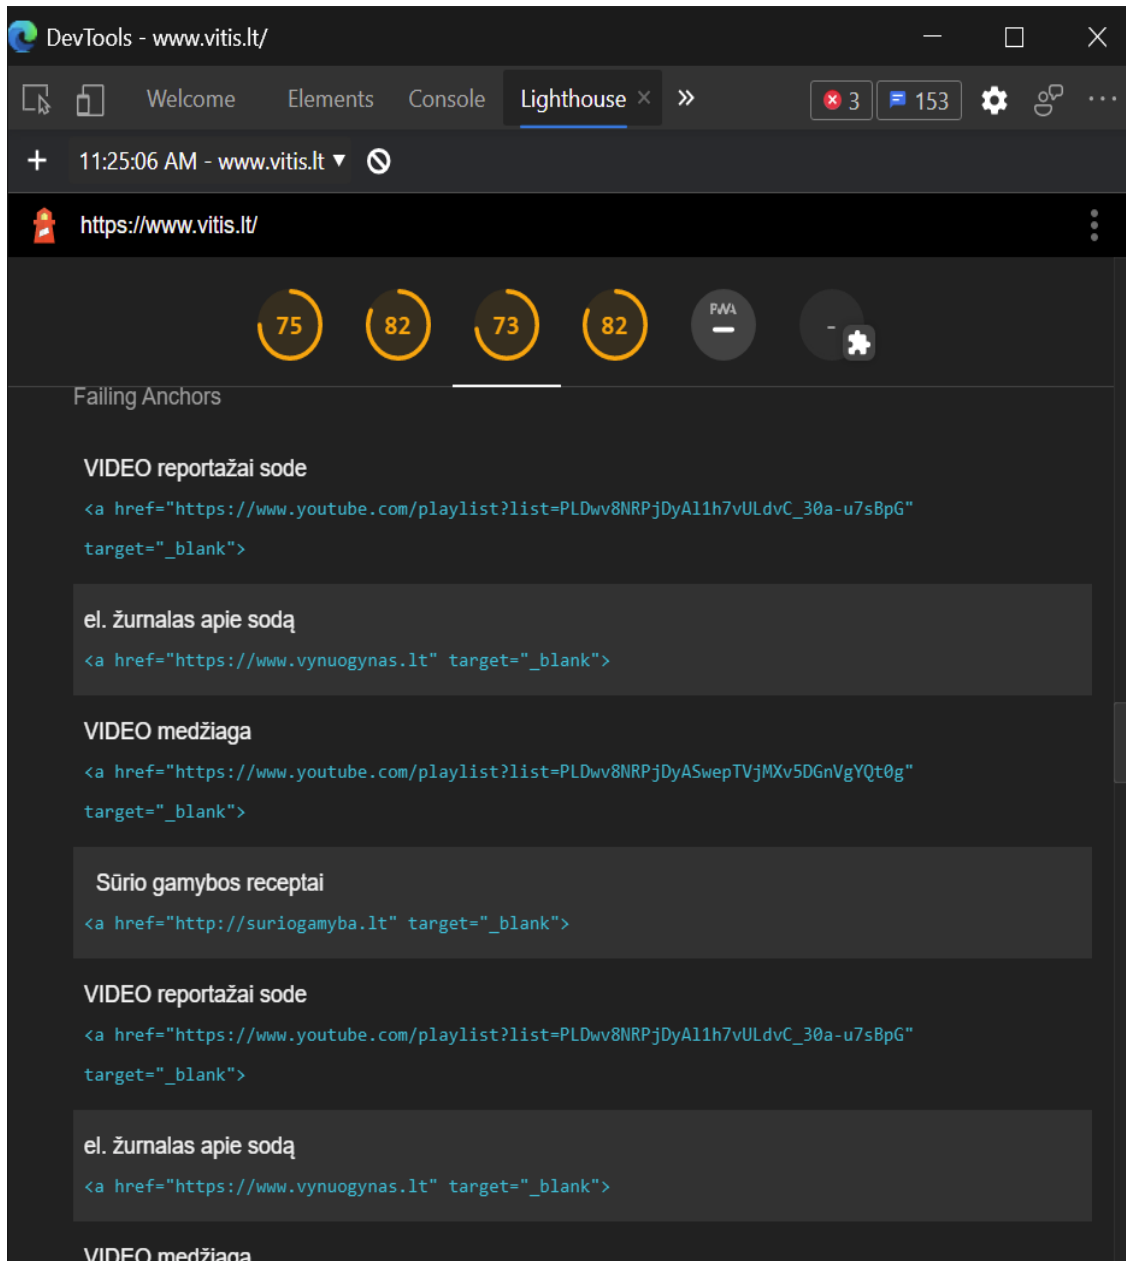 DevTools - www.vitis.lt/
Welcome Elements Console Lighthouse × » 3 153
+ 11:25:06 AM - www.vitis.lt ▼
https://www.vitis.lt/
75 82 73 82 PWA -
Failing Anchors
VIDEO reportažai sode
<a href="https://www.youtube.com/playlist?list=PLDwv8NRPjDyAl1h7vULdvC_30a-u7sBpG"
target="_blank">
el. žurnalas apie sodą
<a href="https://www.vynuogynas.lt" target="_blank">
VIDEO medžiaga
<a href="https://www.youtube.com/playlist?list=PLDwv8NRPjDyASwepTVjMXv5DGnVgYQt0g"
target="_blank">
Sūrio gamybos receptai
<a href="http://suriogamyba.lt" target="_blank">
VIDEO reportažai sode
<a href="https://www.youtube.com/playlist?list=PLDwv8NRPjDyAl1h7vULdvC_30a-u7sBpG"
target="_blank">
el. žurnalas apie sodą
<a href="https://www.vynuogynas.lt" target="_blank">
VIDEO medžiaga